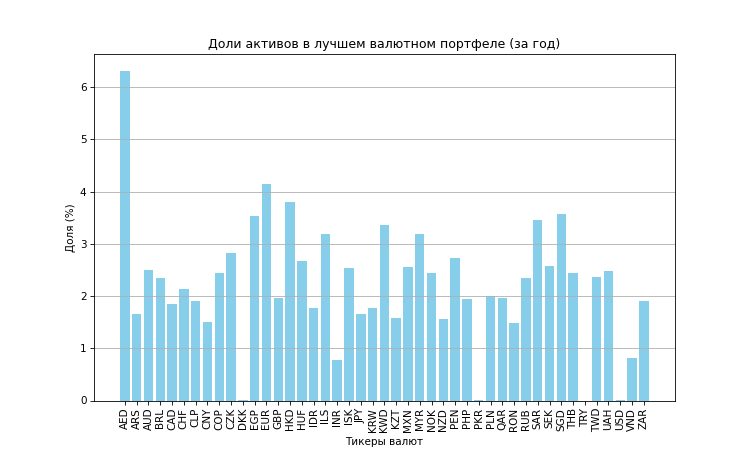 Доли активов в лучшем валютном портфеле (за год)
Доля (%)
6
5
4
3
2
1
0
AED ARS AUD BRL CAD CHF CLP CNY COP CZK DKK EGP EUR GBP HKD HUF IDR ILS INR ISK JPY KRW KWD KZT MXN MYR NOK NZD PEN PHP PKR PLN QAR RON RUB SAR SEK SGD THB TRY TWD UAH USD VND ZAR
Тикеры валют